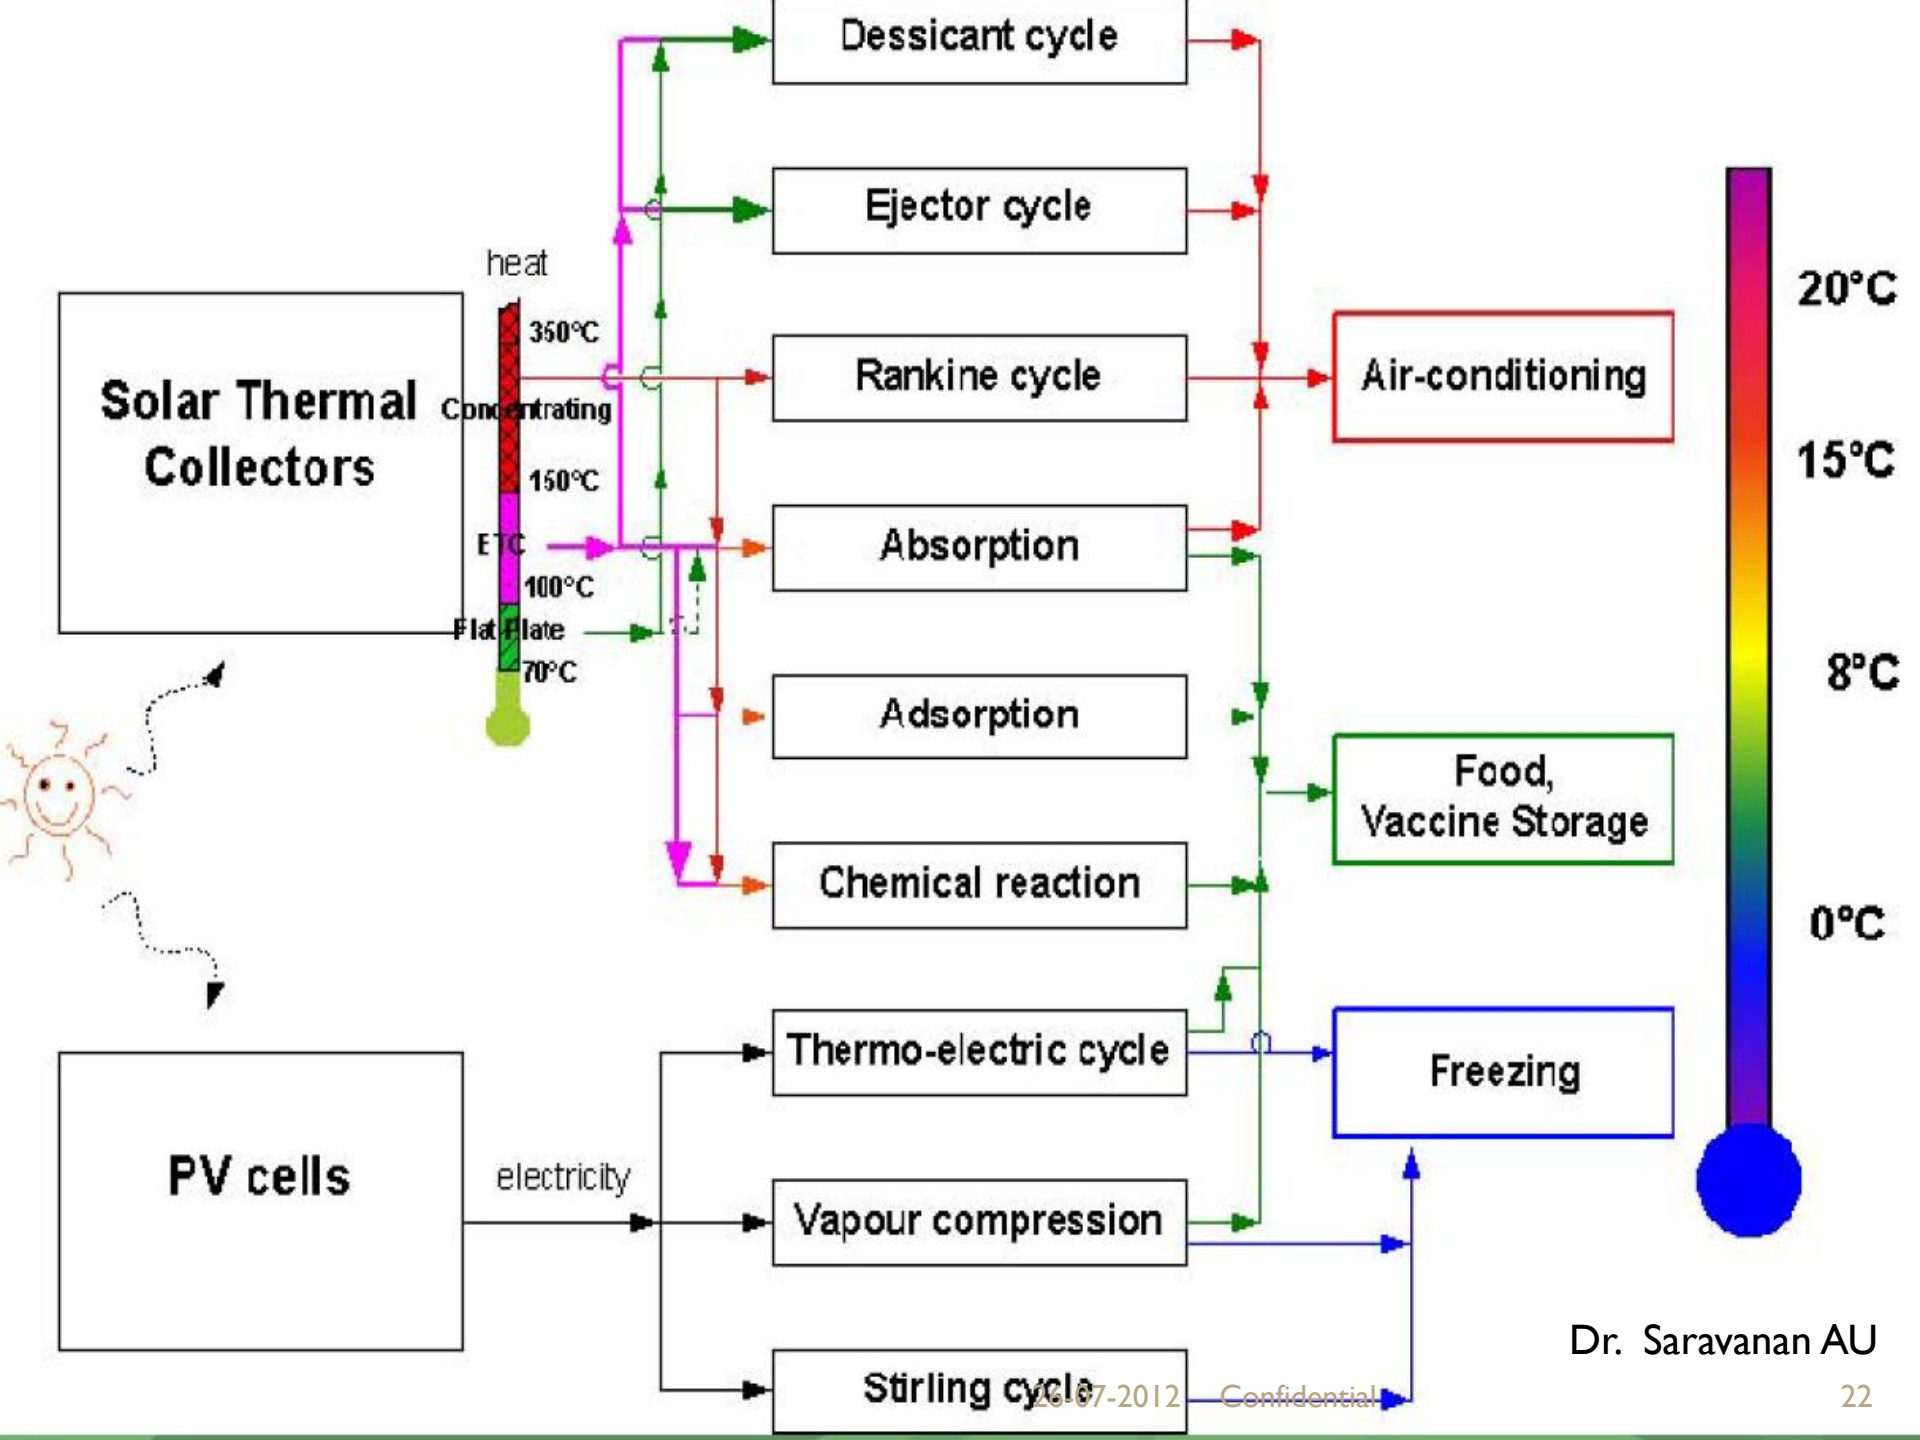 Dessicant cycle
Ejector cycle
heat
350°C
Solar Thermal
Collectors
Concentrating
150°C
ETC
100°C
Flat Plate
70°C
Rankine cycle
Absorption
Adsorption
Chemical reaction
Air-conditioning
Food,
Vaccine Storage
20°C
15°C
8°C
0°C
Thermo-electric cycle
Freezing
PV cells
electricity
Vapour compression
Stirling cycle
Dr. Saravanan AU
26-07-2012 Confidential 22